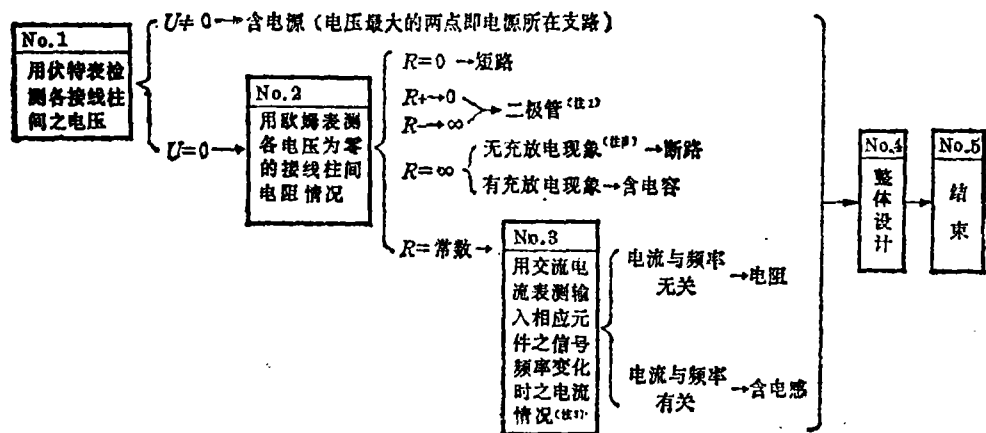 No.1
用伏特表检
测各接线柱
间之电压
U≠0→含电源(电压最大的两点即电源所在支路)
U=0→
No.2
用欧姆表测
各电压为零
的接线柱间
电阻情况
R=0→短路
R+→0
R-→∞
二极管(注1)
R=∞
无充放电现象(注2)→断路
有充放电现象→含电容
R=常数→
No.3
用交流电
流表测输
入相应元
件之信号
频率变化
时之电流
情况(注3)
电流与频率
无关
→电阻
电流与频率
有关
→含电感
No.4
整体设计
No.5
结束